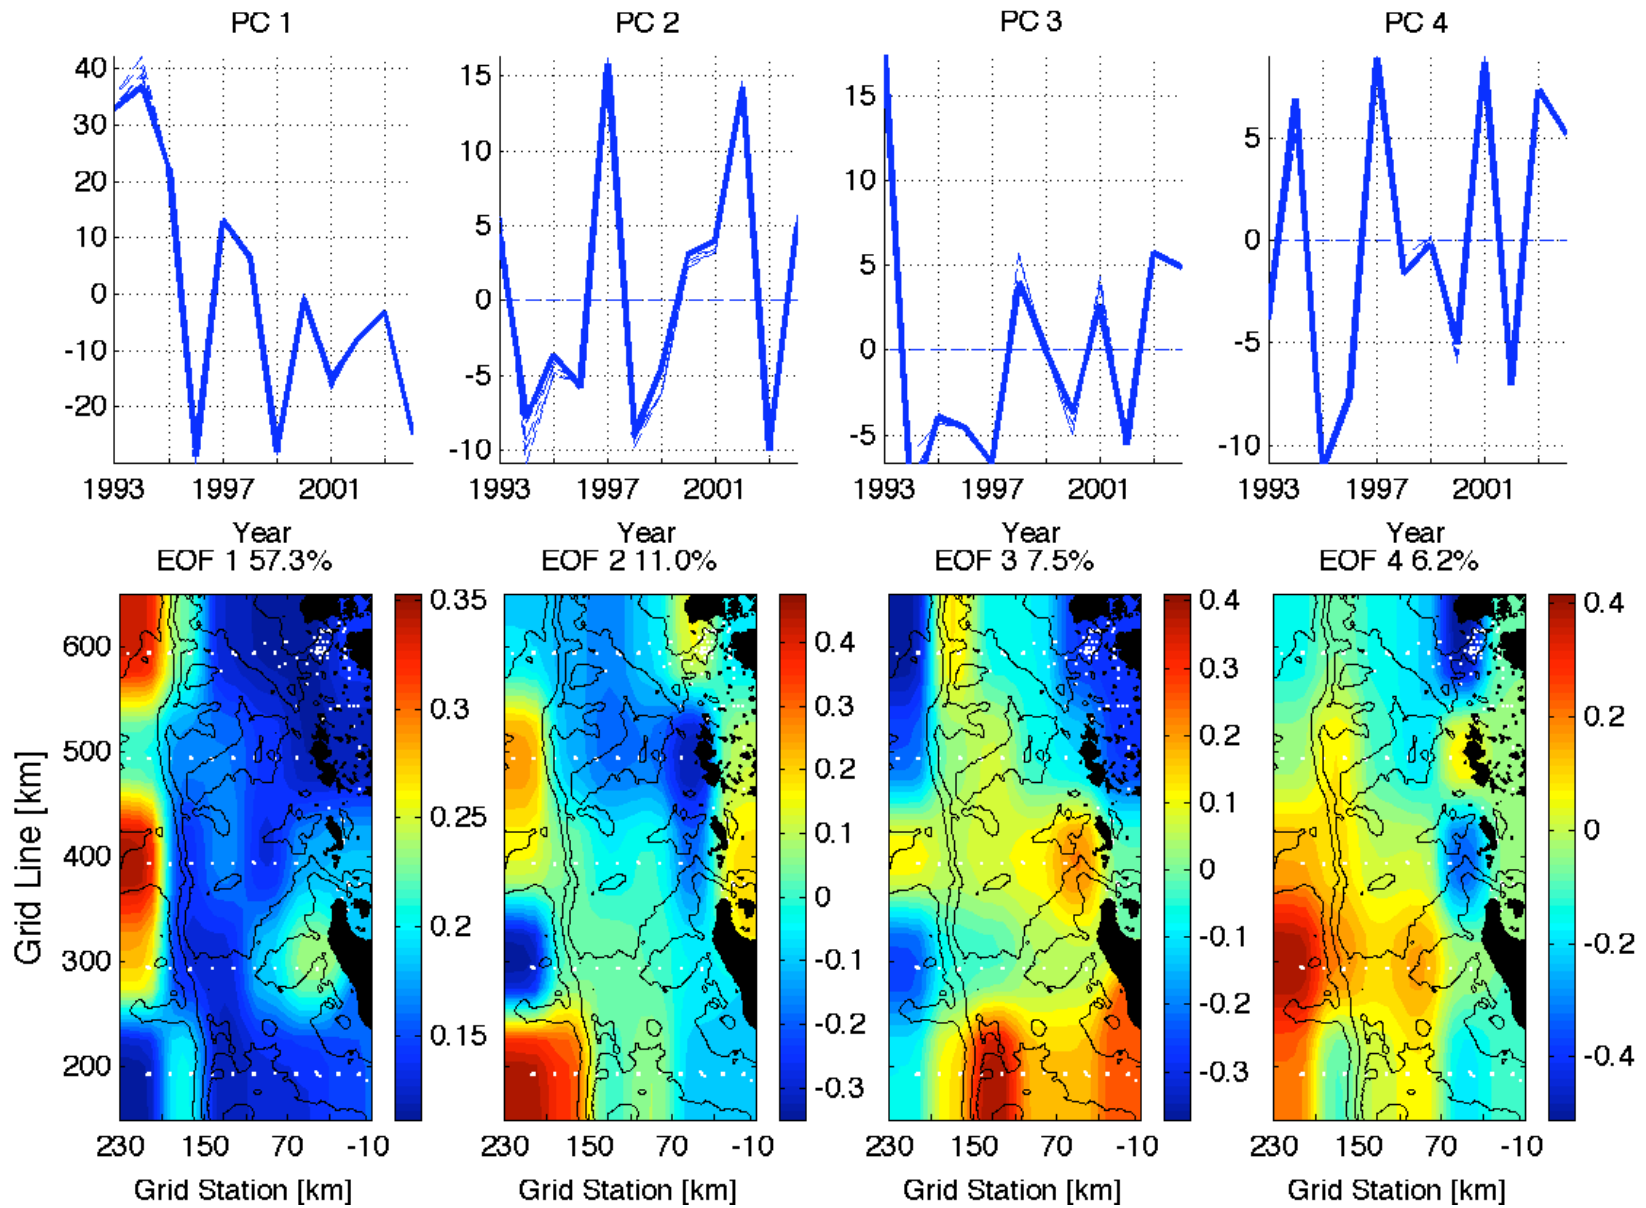 PC 1 PC 2 PC 3 PC 4
40
30
20
10
0
-10
-20
1993 1997 2001
Year
15
10
5
0
-5
-10
1993 1997 2001
Year
15
10
5
0
-5
1993 1997 2001
Year
5
0
-5
-10
1993 1997 2001
Year
EOF 1 57.3%
Grid Line [km]
600
500
400
300
200
230 150 70 -10
Grid Station [km]
0.35
0.3
0.25
0.2
0.15
EOF 2 11.0%
230 150 70 -10
Grid Station [km]
0.4
0.3
0.2
0.1
0
-0.1
-0.2
-0.3
EOF 3 7.5%
230 150 70 -10
Grid Station [km]
0.4
0.3
0.2
0.1
0
-0.1
-0.2
-0.3
EOF 4 6.2%
230 150 70 -10
Grid Station [km]
0.4
0.2
0
-0.2
-0.4